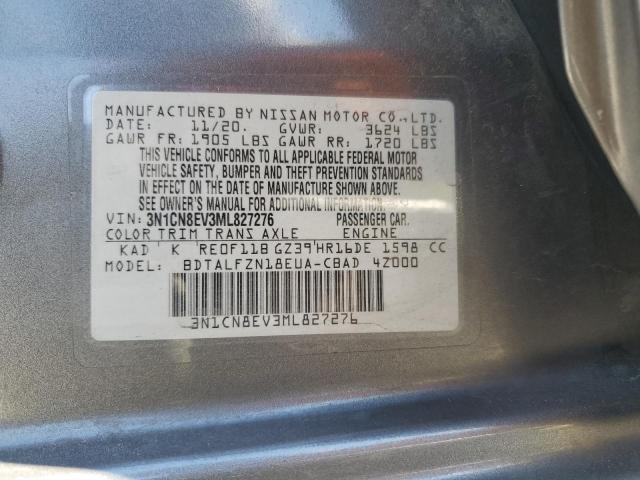 MANUFACTURED BY NISSAN MOTOR CO.,LTD.
DATE: 11/20. GVWR: 3624 LBS
GAWR FR: 1905 LBS GAWR RR: 1720 LBS
THIS VEHICLE CONFORMS TO ALL APPLICABLE FEDERAL MOTOR
VEHICLE SAFETY, BUMPER AND THEFT PREVENTION STANDARDS
IN EFFECT ON THE DATE OF MANUFACTURE SHOWN ABOVE.
*SEE OWNER'S MANUAL FOR ADDITIONAL INFORMATION.
VIN: 3N1CN8EV3ML827276 PASSENGER CAR.
COLOR TRIM TRANS AXLE ENGINE
KAD K RE0F11B GZ39 HR16DE 1598 CC
MODEL: BDTALFZN18EUA-CBAD 4Z000
3N1CN8EV3ML827276